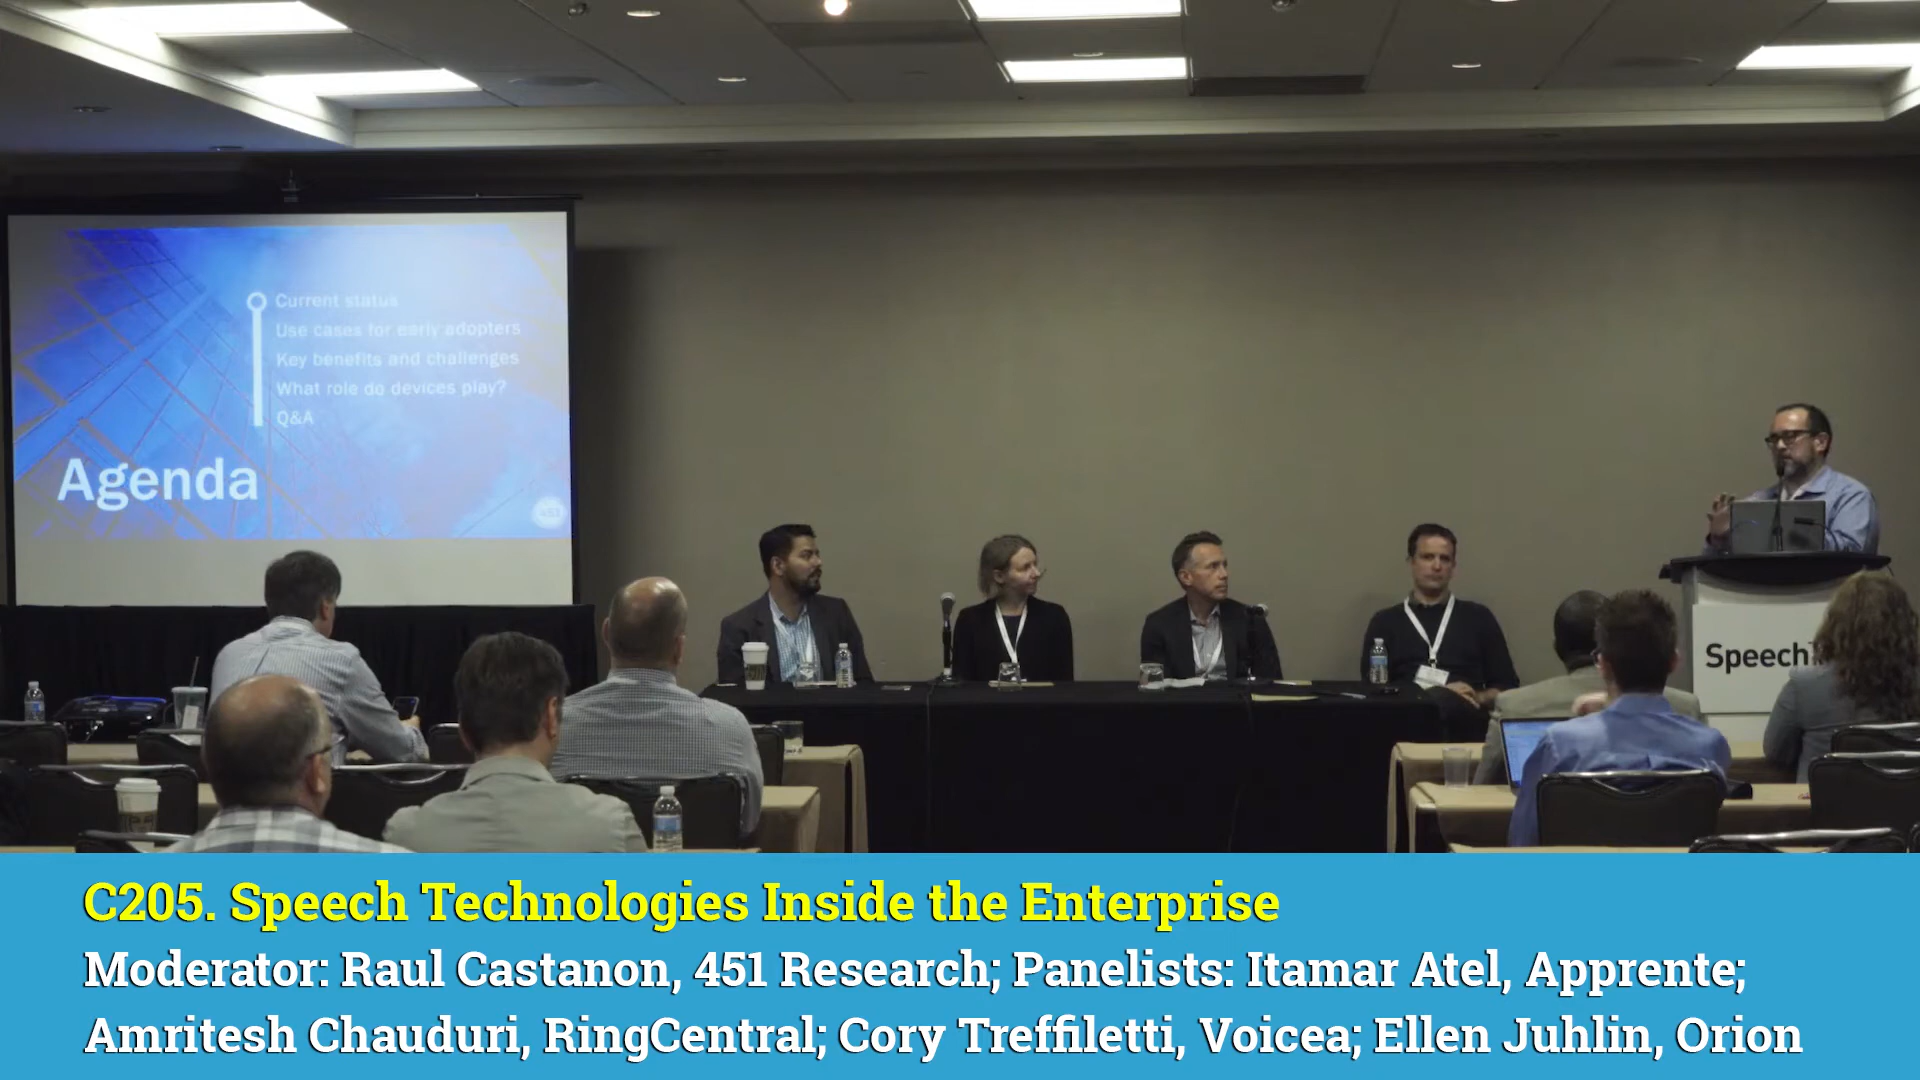 Current status
Use cases for early adopters
Key benefits and challenges
What role do devices play?
Q&A
Agenda
451
Speech
C205. Speech Technologies Inside the Enterprise
Moderator: Raul Castanon, 451 Research; Panelists: Itamar Atel, Apprente;
Amritesh Chauduri, RingCentral; Cory Treffiletti, Voicea; Ellen Juhlin, Orion